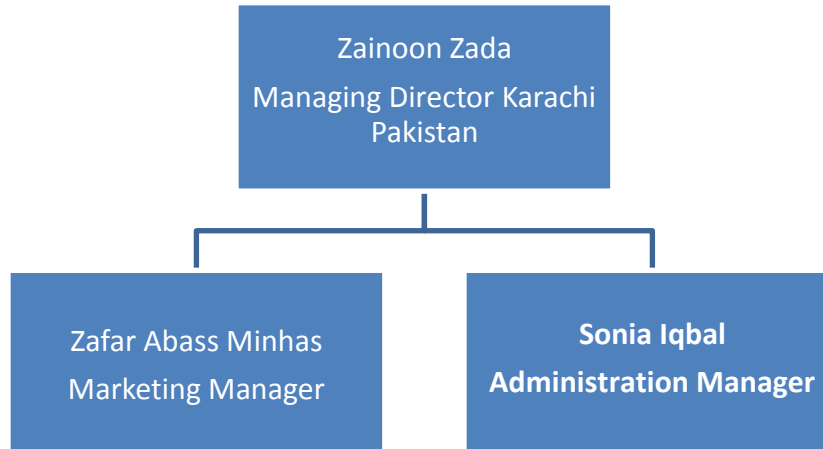 Zainoon Zada
Managing Director Karachi
Pakistan
Zafar Abass Minhas
Marketing Manager
Sonia Iqbal
Administration Manager